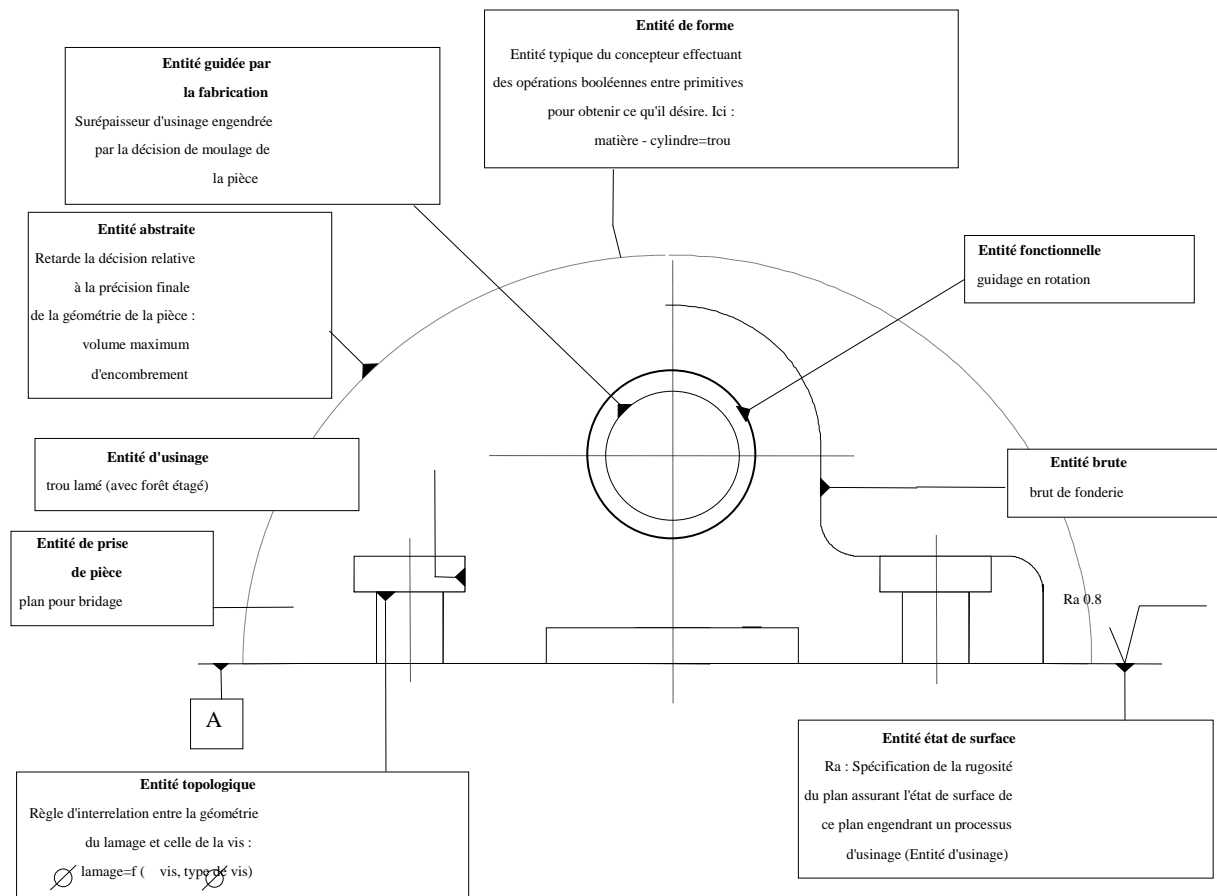 Entité de forme
Entité typique du concepteur effectuant
des opérations booléennes entre primitives
pour obtenir ce qu'il désire. Ici :
matière - cylindre=trou
Entité guidée par
la fabrication
Surépaisseur d'usinage engendrée
par la décision de moulage de
la pièce
Entité abstraite
Retarde la décision relative
à la précision finale
de la géométrie de la pièce :
volume maximum
d'encombrement
Entité fonctionnelle
guidage en rotation
Entité d'usinage
trou lamé (avec forêt étagé)
Entité brute
brut de fonderie
Entité de prise
de pièce
plan pour bridage
Ra 0.8
A
Entité état de surface
Ra : Spécification de la rugosité
du plan assurant l'état de surface de
ce plan engendrant un processus
d'usinage (Entité d'usinage)
Entité topologique
Règle d'interrelation entre la géométrie
du lamage et celle de la vis :
∅ lamage=f ( vis, type de vis)